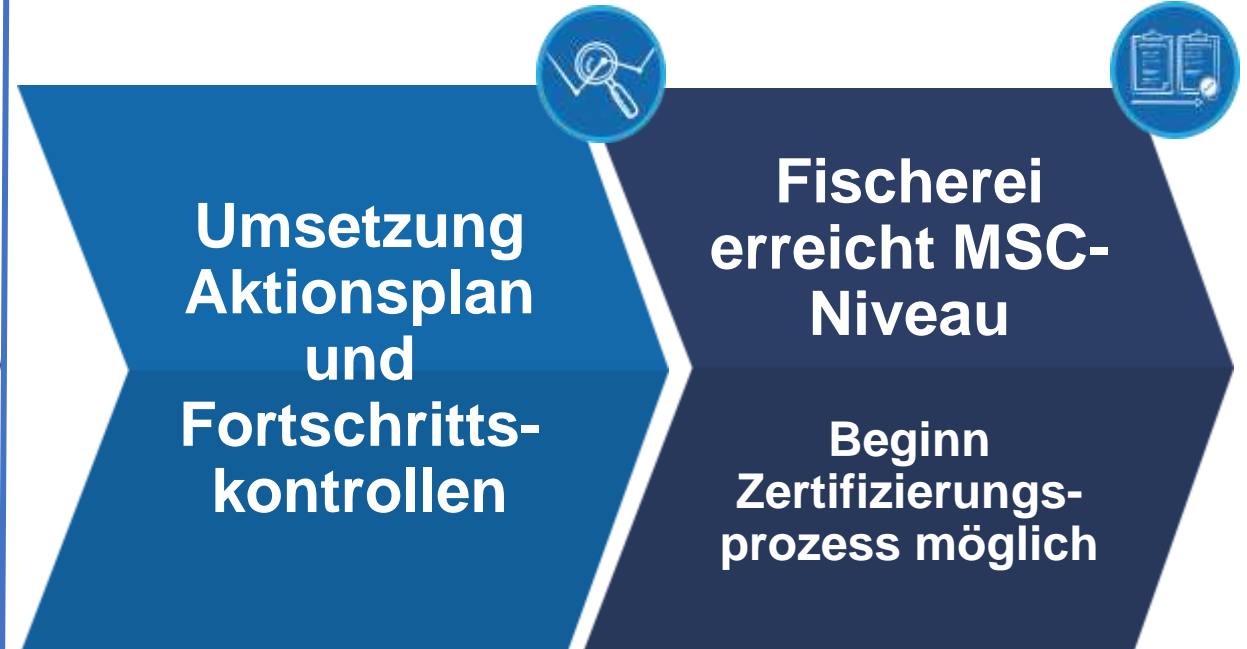 Umsetzung
Aktionsplan
und
Fortschritts-
kontrollen
Fischerei
erreicht MSC-
Niveau
Beginn
Zertifizierungs-
prozess möglich